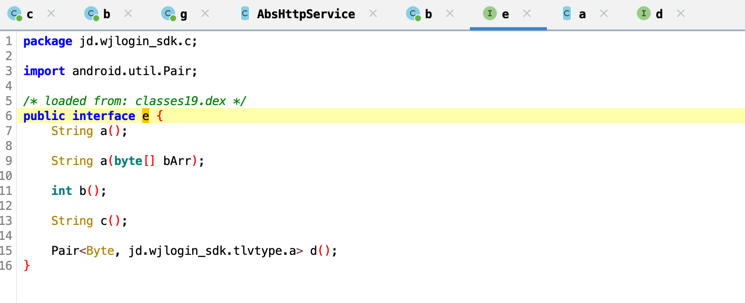 c b g AbsHttpService b e a d
1 package jd.wjlogin_sdk.c;
2
3 import android.util.Pair;
4
5 /* loaded from: classes19.dex */
6 public interface e {
7 String a();
8
9 String a(byte[] bArr);
10
11 int b();
12
13 String c();
14
15 Pair<Byte, jd.wjlogin_sdk.tlvtype.a> d();
16 }